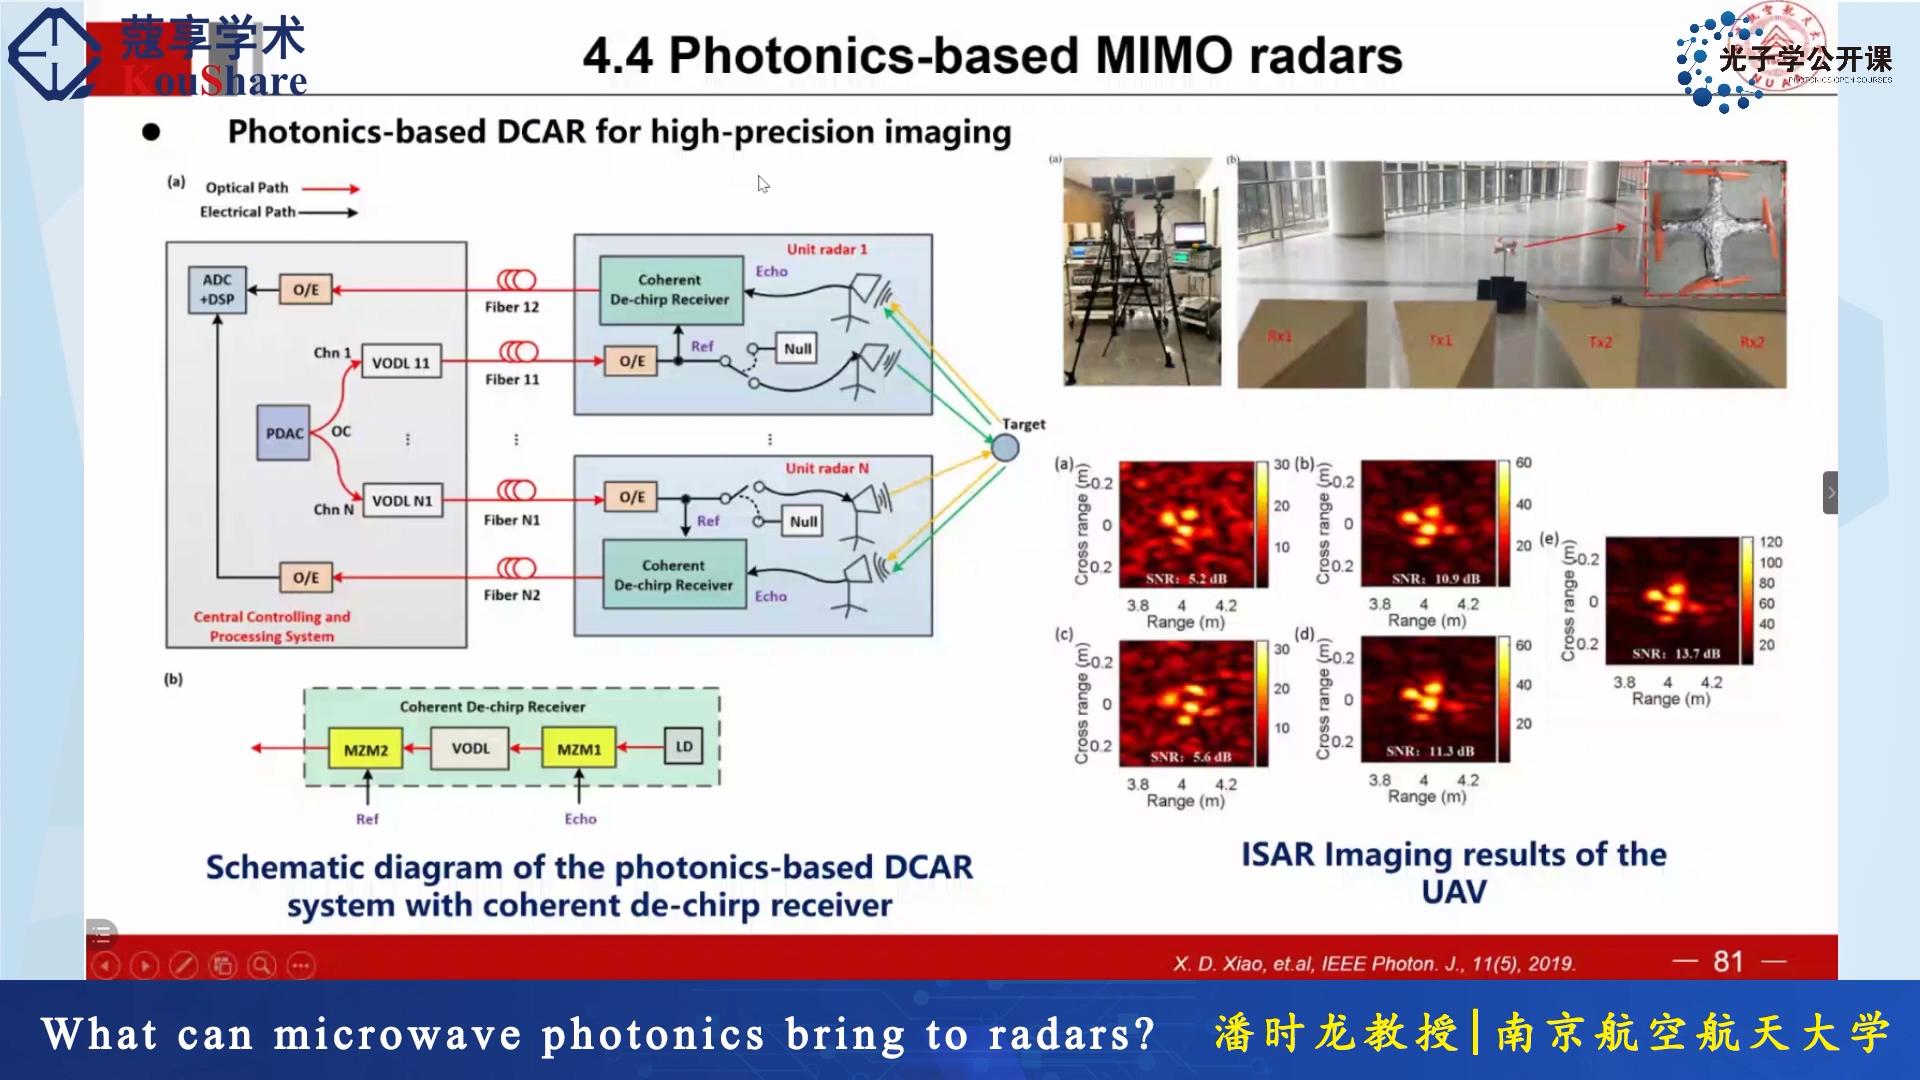 蔻享学术
KouShare
4.4 Photonics-based MIMO radars
光子学公开课
PHOTONICS OPEN COURSES
● Photonics-based DCAR for high-precision imaging
(a)
Optical Path
Electrical Path
ADC
+DSP
O/E
Chn 1
VODL 11
PDAC
OC
Chn N
VODL N1
O/E
Central Controlling and
Processing System
Fiber 12
Fiber 11
Fiber N1
Fiber N2
Unit radar 1
Coherent
De-chirp Receiver
Echo
Ref
O/E
Null
Target
Unit radar N
O/E
Ref
Null
Coherent
De-chirp Receiver
Echo
(b)
Coherent De-chirp Receiver
MZM2
VODL
MZM1
LD
Ref
Echo
Schematic diagram of the photonics-based DCAR
system with coherent de-chirp receiver
(a)
(b)
Rx1
Tx1
Tx2
Rx2
(a)
Cross range (m)
0.2
0
0.2
SNR: 5.2 dB
3.8 4 4.2
Range (m)
30
20
10
(b)
Cross range (m)
0.2
0
0.2
SNR: 10.9 dB
3.8 4 4.2
Range (m)
60
40
20
(c)
Cross range (m)
0.2
0
0.2
SNR: 5.6 dB
3.8 4 4.2
Range (m)
30
20
10
(d)
Cross range (m)
0.2
0
0.2
SNR: 11.3 dB
3.8 4 4.2
Range (m)
60
40
20
(e)
Cross range (m)
0.2
0
0.2
SNR: 13.7 dB
3.8 4 4.2
Range (m)
120
100
80
60
40
20
ISAR Imaging results of the
UAV
X. D. Xiao, et.al, IEEE Photon. J., 11(5), 2019.
— 81 —
What can microwave photonics bring to radars?
潘时龙教授|南京航空航天大学